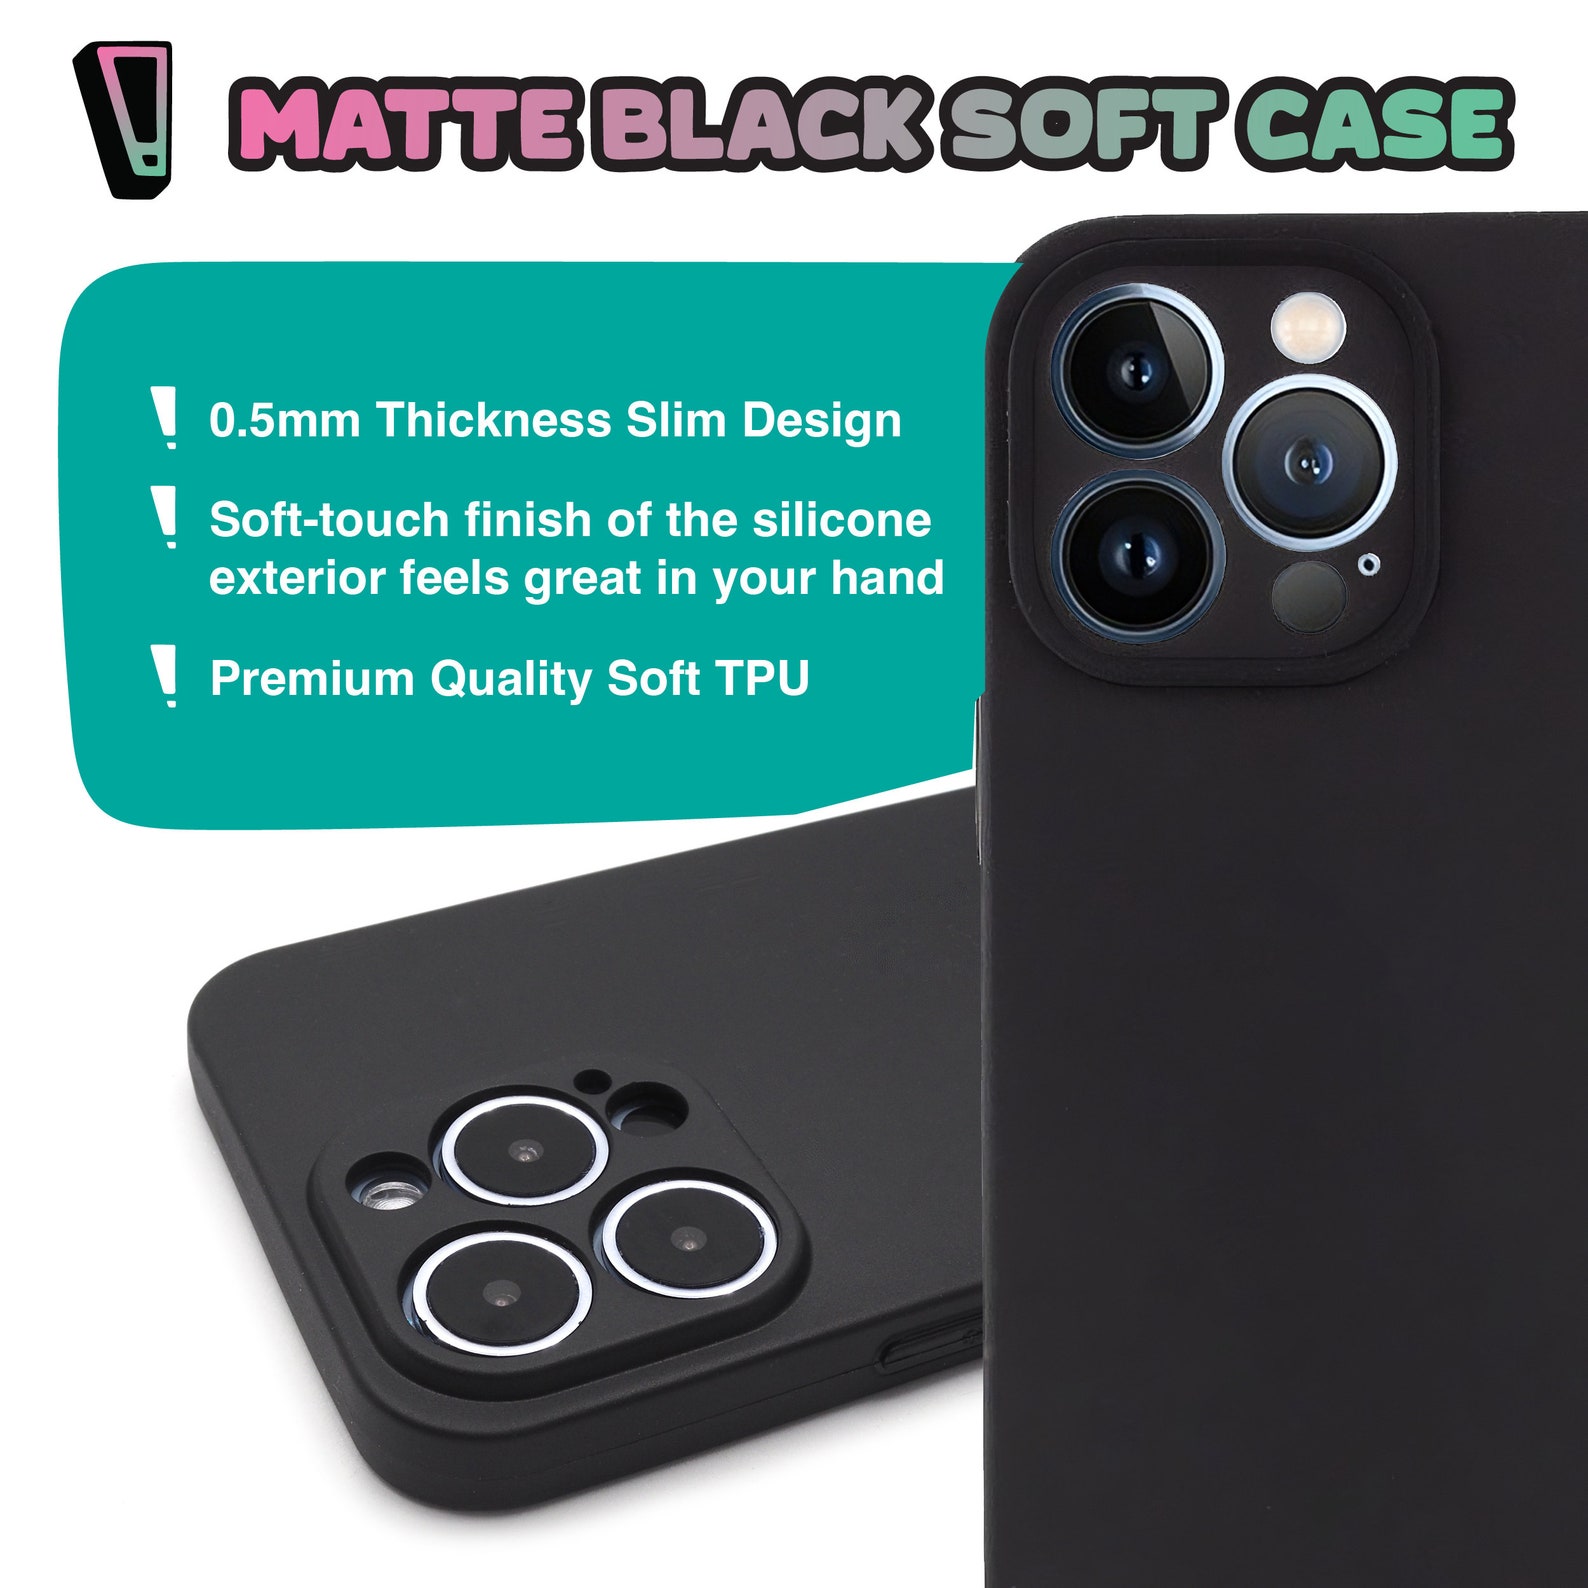 MATTE BLACK SOFT CASE
0.5mm Thickness Slim Design
Soft-touch finish of the silicone
exterior feels great in your hand
Premium Quality Soft TPU